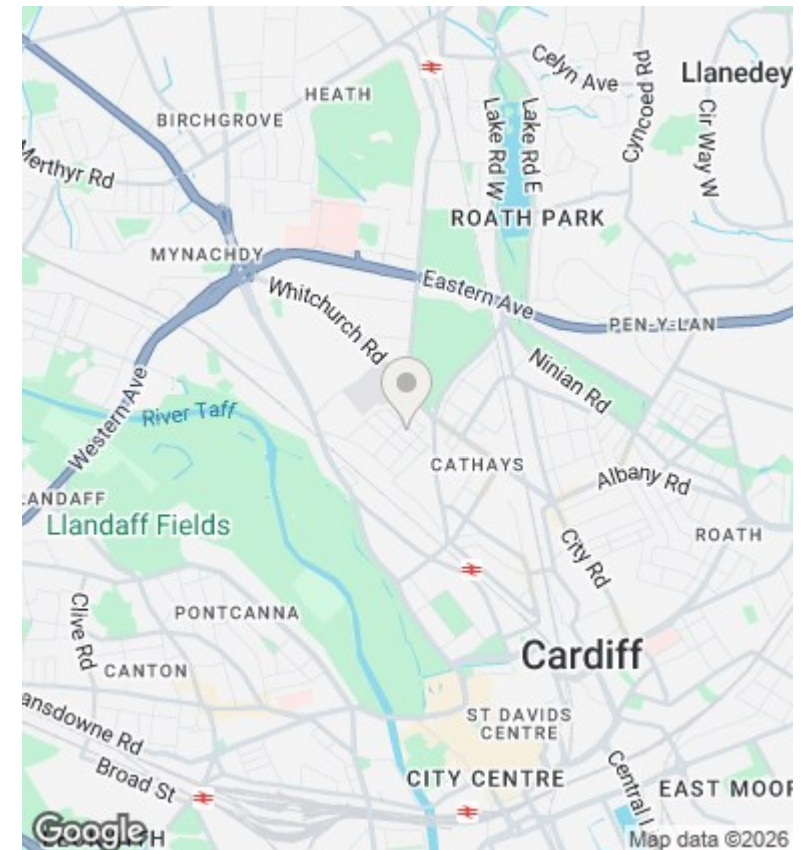 Celyn Ave
Cyncoed Rd
Llanedey
HEATH
BIRCHGROVE
Lake Rd W
Lake Rd E
Cir Way W
Merthyr Rd
ROATH PARK
MYNACHDY
Eastern Ave
Whitchurch Rd
PEN-Y-LAN
Ninian Rd
Western Ave
River Taff
CATHAYS
Albany Rd
LANDAFF
Llandaff Fields
City Rd
ROATH
Clive Rd
PONTCANNA
CANTON
Cardiff
ansdowne Rd
ST DAVIDS
CENTRE
Broad St
CITY CENTRE
Central L
EAST MOOR
Google
Map data ©2026